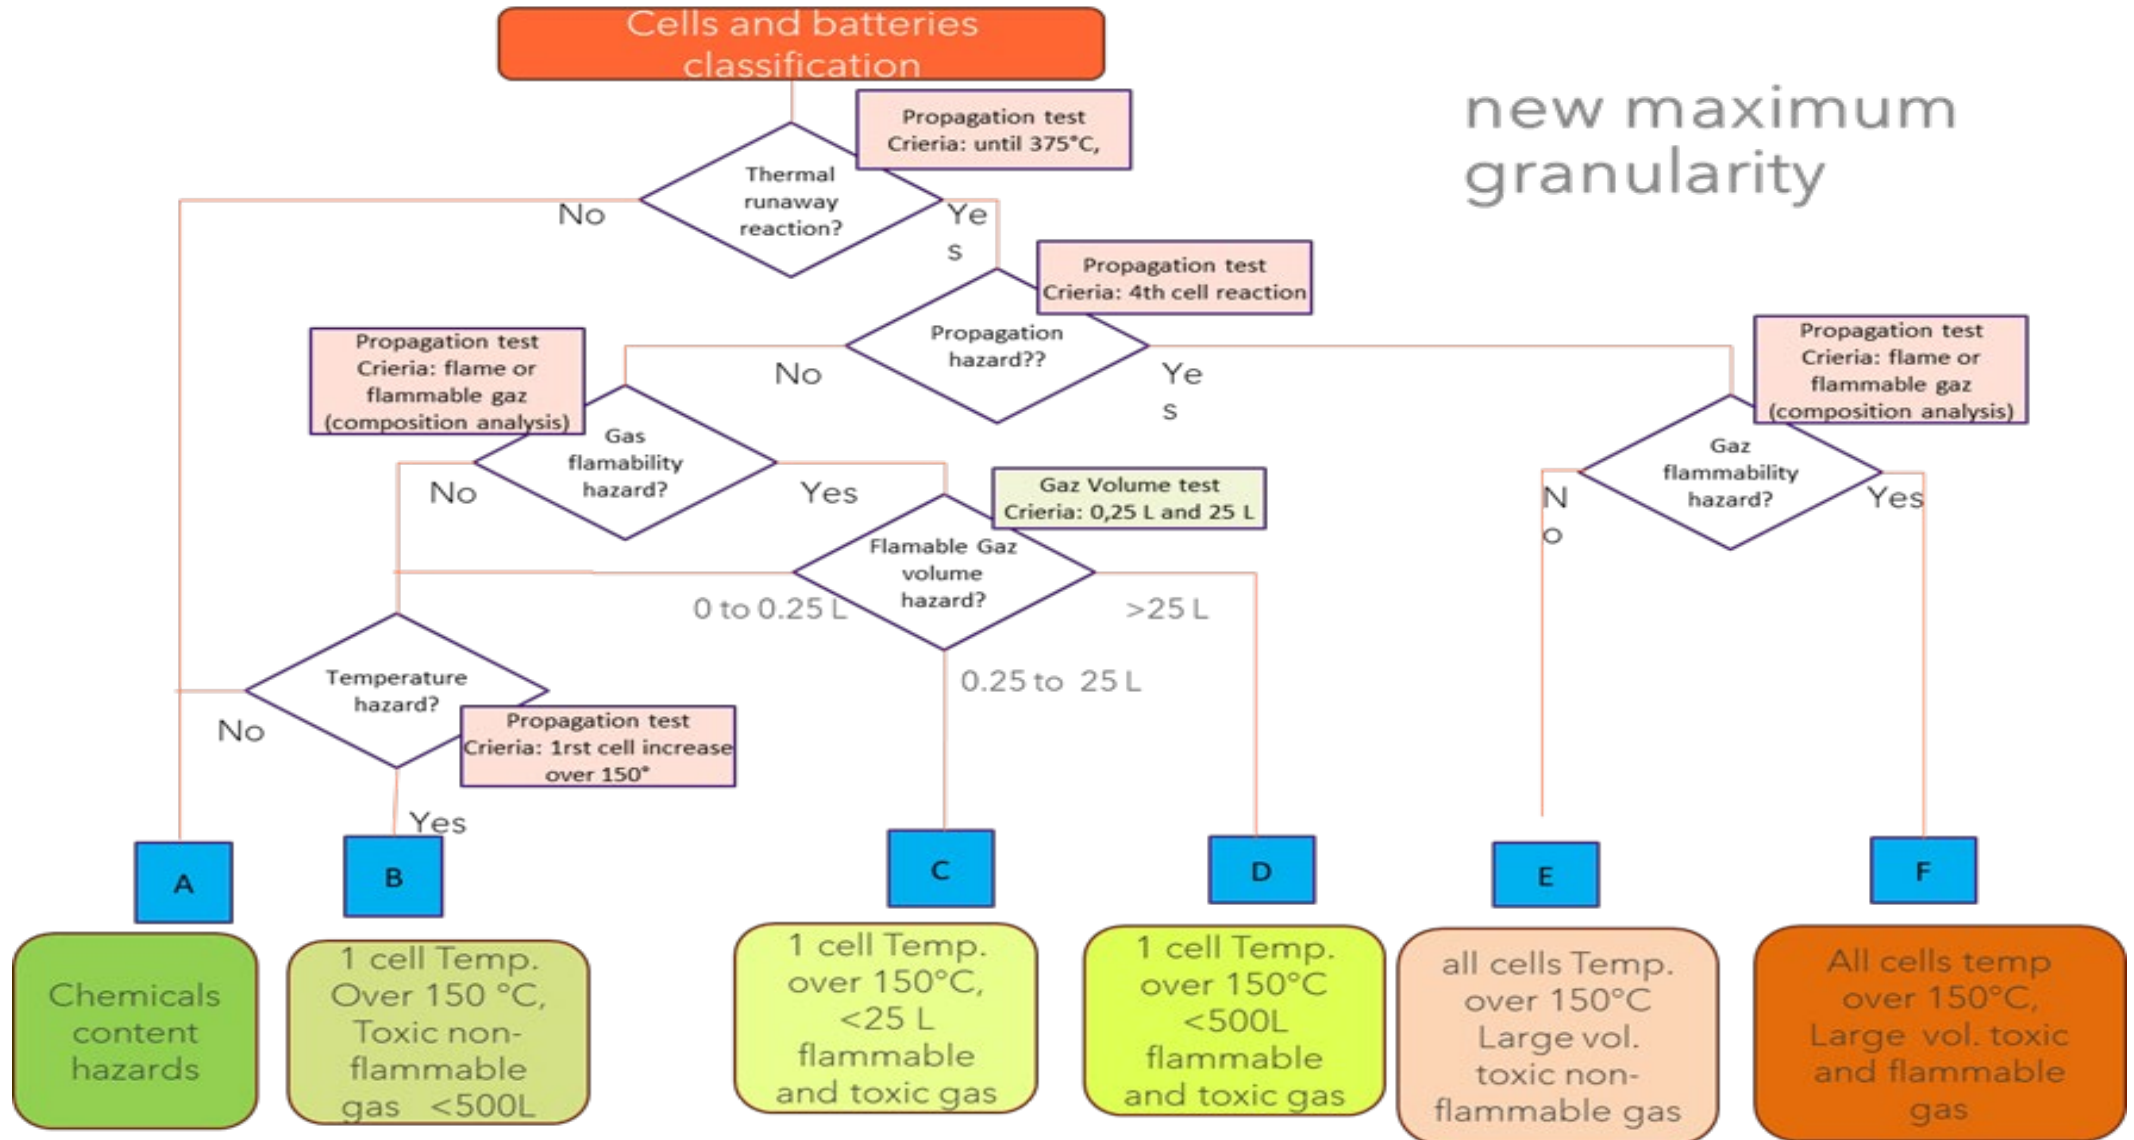 Cells and batteries
classification
new maximum
granularity
Propagation test
Crieria: until 375°C,
Thermal
runaway
reaction?
No
Ye
s
Propagation test
Crieria: 4th cell reaction
Propagation
hazard??
No
Ye
s
Propagation test
Crieria: flame or
flammable gaz
(composition analysis)
Gas
flamability
hazard?
No
Yes
Propagation test
Crieria: flame or
flammable gaz
(composition analysis)
Gaz
flammability
hazard?
N
o
Yes
Gaz Volume test
Crieria: 0,25 L and 25 L
Flamable Gaz
volume
hazard?
0 to 0.25 L
>25 L
0.25 to 25 L
Temperature
hazard?
No
Propagation test
Crieria: 1rst cell increase
over 150°
Yes
A
B
C
D
E
F
Chemicals
content
hazards
1 cell Temp.
Over 150 °C,
Toxic non-
flammable
gas <500L
1 cell Temp.
over 150°C,
<25 L
flammable
and toxic gas
1 cell Temp.
over 150°C
<500L
flammable
and toxic gas
all cells Temp.
over 150°C
Large vol.
toxic non-
flammable gas
All cells temp
over 150°C,
Large vol. toxic
and flammable
gas